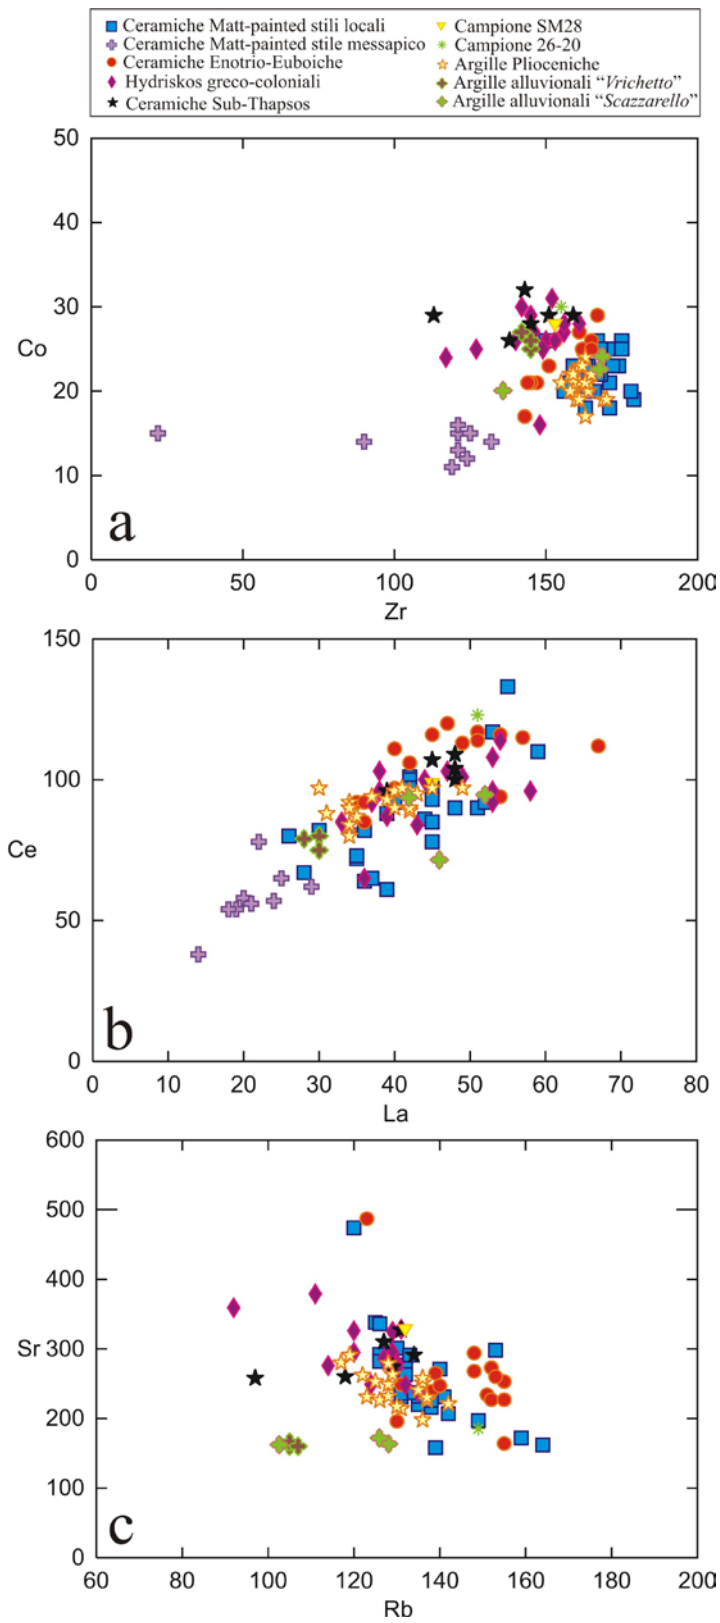 Ceramiche Matt-painted stili locali
Ceramiche Matt-painted stile messapico
Ceramiche Enotrio-Euboiche
Hydriskos greco-coloniali
Ceramiche Sub-Thapsos
Campione SM28
Campione 26-20
Argille Plioceniche
Argille alluvionali “Vrichetto”
Argille alluvionali “Scazzarello”
50
40
30
Co
20
10
0
a
0 50 100 150 200
Zr
150
100
Ce
50
0
b
0 10 20 30 40 50 60 70 80
La
600
500
400
Sr 300
200
100
0
c
60 80 100 120 140 160 180 200
Rb